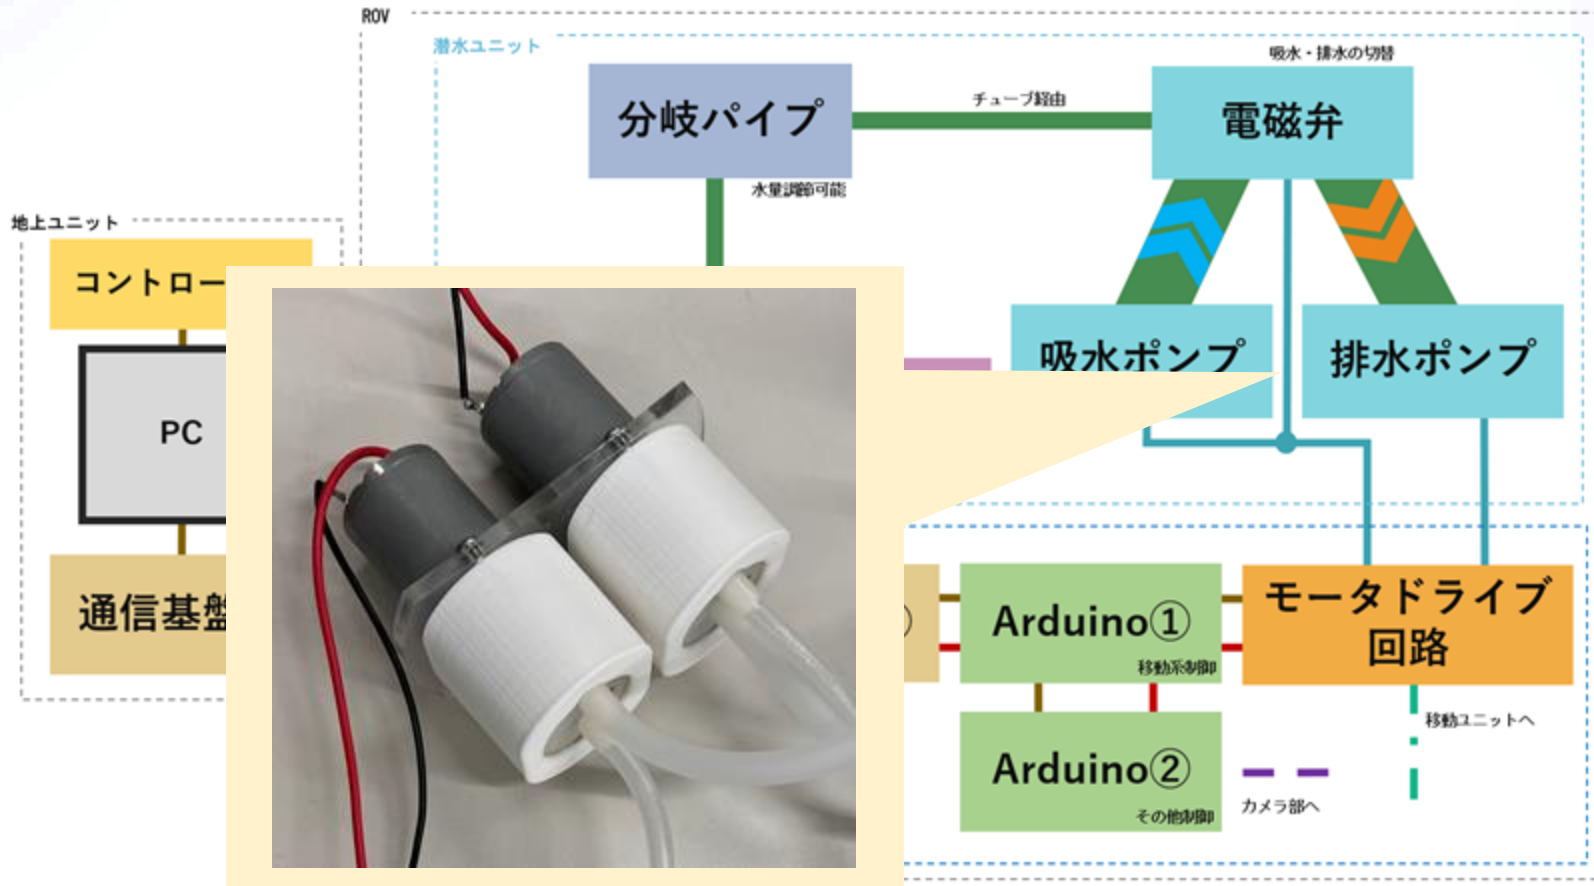 ROV
潜水ユニット
吸水・排水の切替
分岐パイプ
チューブ経由
電磁弁
水量調節可能
地上ユニット
コントロー
吸水ポンプ
排水ポンプ
PC
通信基盤
Arduino①
移動系制御
モータドライブ
回路
移動ユニットへ
Arduino②
その他制御
カメラ部へ